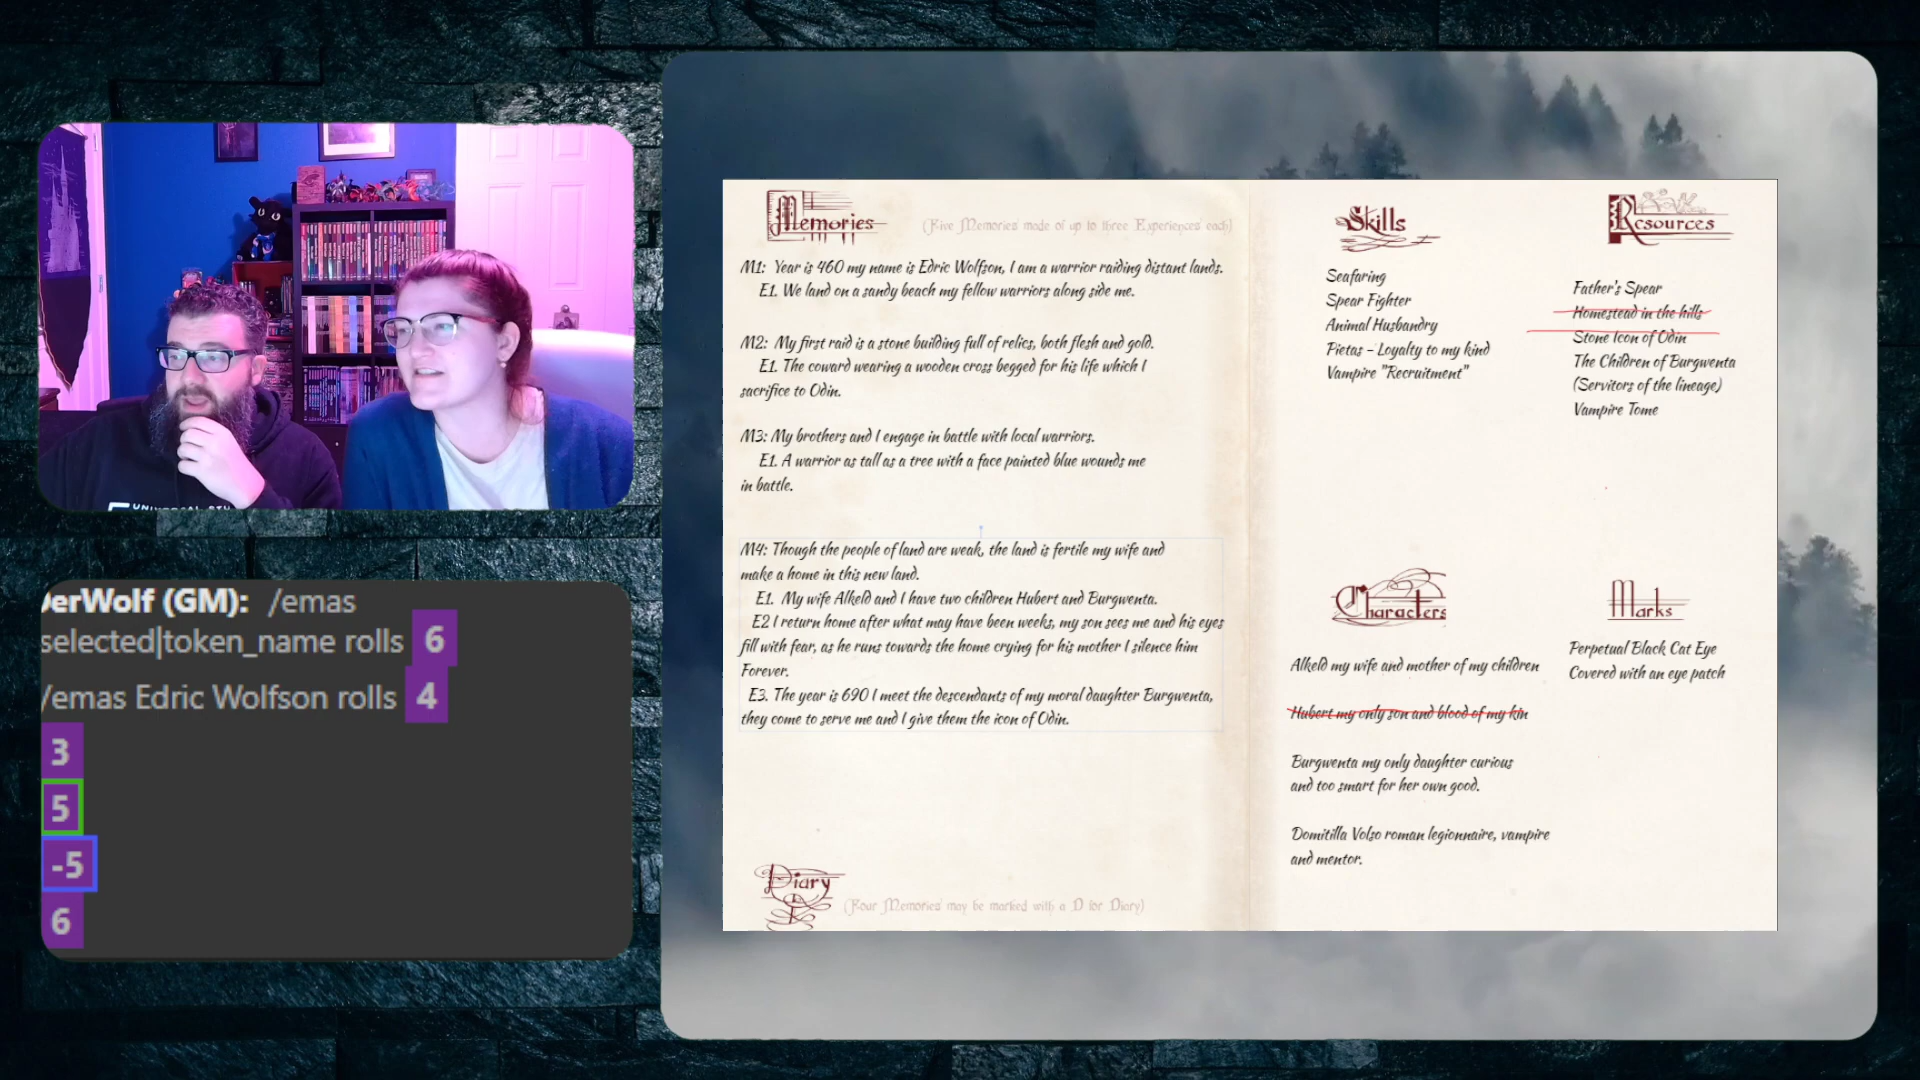 DerWolf (GM): /emas
selected|token_name rolls 6
/emas Edric Wolfson rolls 4
3
5
-5
6
Memories
(Five Memories made of up to three Experiences each)
M1: Year is 460 my name is Edric Wolfson, I am a warrior raiding distant lands.
E1. We land on a sandy beach my fellow warriors along side me.
M2: My first raid is a stone building full of relics, both flesh and gold.
E1. The coward wearing a wooden cross begged for his life which I
sacrifice to Odin.
M3: My brothers and I engage in battle with local warriors.
E1. A warrior as tall as a tree with a face painted blue wounds me
in battle.
M4: Though the people of land are weak, the land is fertile my wife and
make a home in this new land.
E1. My wife Alkeld and I have two children Hubert and Burgwenta.
E2 I return home after what may have been weeks, my son sees me and his eyes
fill with fear, as he runs towards the home crying for his mother I silence him
Forever.
E3. The year is 690 I meet the descendants of my moral daughter Burgwenta,
they come to serve me and I give them the icon of Odin.
Diary
(Four Memories may be marked with a D for Diary)
Skills
Seafaring
Spear Fighter
Animal Husbandry
Pietas - Loyalty to my kind
Vampire "Recruitment"
Resources
Father's Spear
Homestead in the hills
Stone Icon of Odin
The Children of Burgwenta
(Servitors of the lineage)
Vampire Tome
Characters
Alkeld my wife and mother of my children
Hubert my only son and blood of my kin
Burgwenta my only daughter curious
and too smart for her own good.
Domitilla Volso roman legionnaire, vampire
and mentor.
Marks
Perpetual Black Cat Eye
Covered with an eye patch